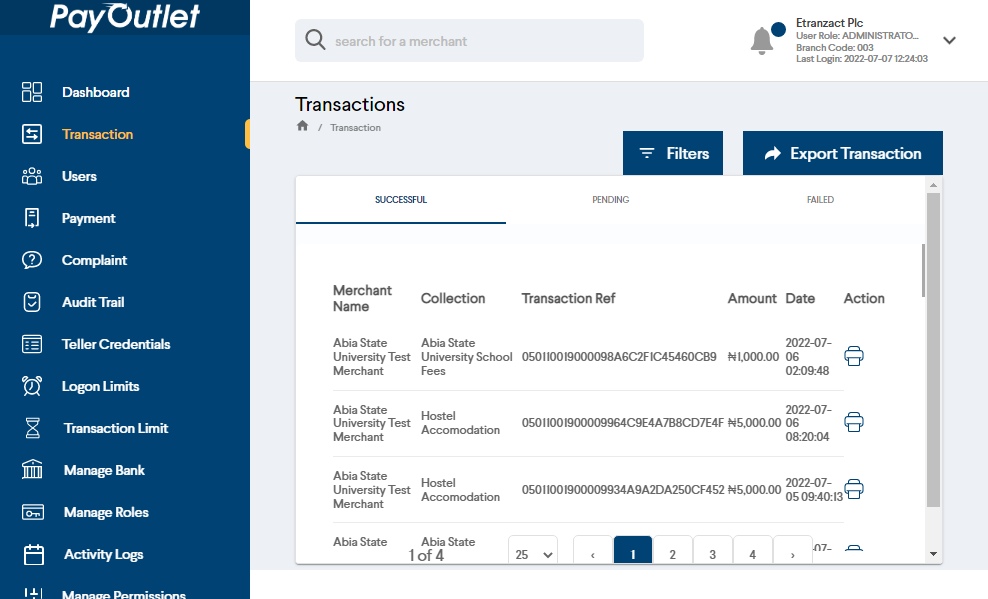 PayOutlet
search for a merchant
Etranzact Plc
User Role: ADMINISTRATO...
Branch Code: 003
Last Login: 2022-07-07 12:24:03
Dashboard
Transaction
Users
Payment
Complaint
Audit Trail
Teller Credentials
Logon Limits
Transaction Limit
Manage Bank
Manage Roles
Activity Logs
Manage Permissions
Transactions
/ Transaction
Filters
Export Transaction
SUCCESSFUL PENDING FAILED
Merchant Name Collection Transaction Ref Amount Date Action
Abia State University Test Merchant
Abia State University School Fees
05011001900098A6C2F1C45460CB9
₦1,000.00
2022-07-06 02:09:48
Abia State University Test Merchant
Hostel Accomodation
05011001900009964C9E4A7B8CD7E4F
₦5,000.00
2022-07-06 08:20:04
Abia State University Test Merchant
Hostel Accomodation
05011001900009934A9A2DA250CF452
₦5,000.00
2022-07-05 09:40:13
Abia State
Abia State
1 of 4
25
‹ 1 2 3 4 ›
-07-